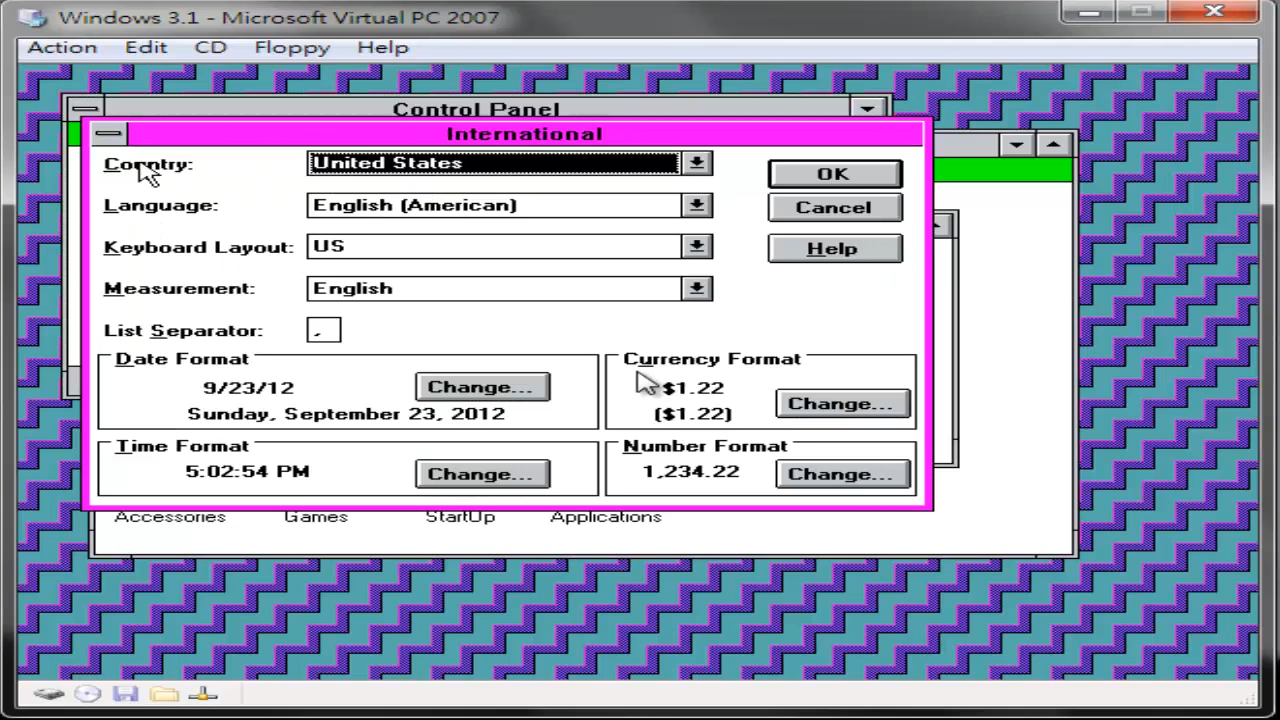 Windows 3.1 - Microsoft Virtual PC 2007
Action Edit CD Floppy Help
Control Panel
International
Country: United States OK
Language: English (American) Cancel
Keyboard Layout: US Help
Measurement: English
List Separator: ,
Date Format
9/23/12 Change...
Sunday, September 23, 2012
Currency Format
$1.22
($1.22) Change...
Time Format
5:02:54 PM Change...
Number Format
1,234.22 Change...
Accessories Games StartUp Applications